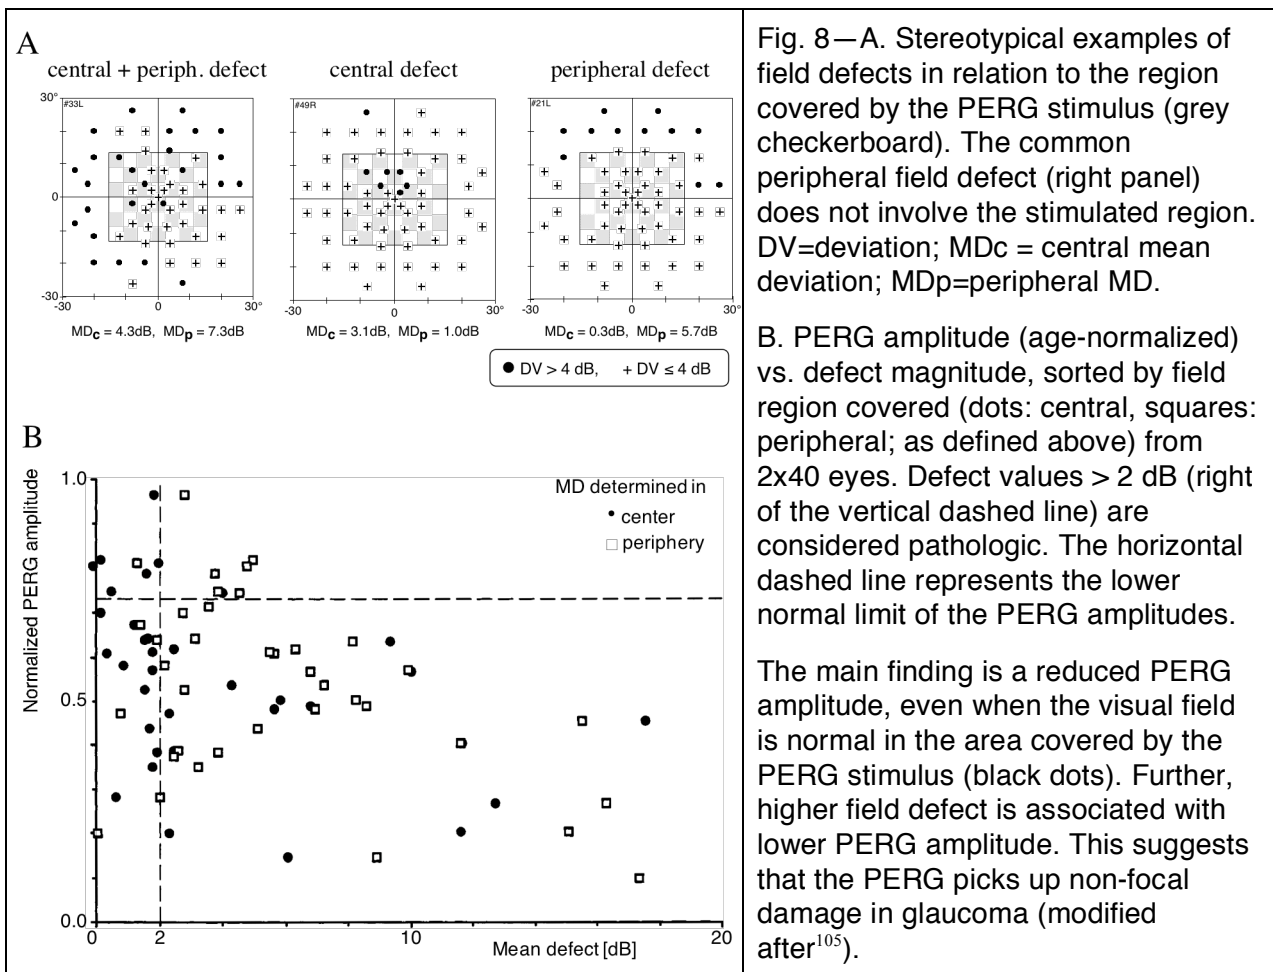 A
central + periph. defect
central defect
peripheral defect
30°
#33L
#49R
#21L
0
-30
-30
0
30°
-30
0
30°
-30
0
30°
MDc = 4.3dB, MDp = 7.3dB
MDc = 3.1dB, MDp = 1.0dB
MDc = 0.3dB, MDp = 5.7dB
● DV > 4 dB, + DV ≤ 4 dB
B
Normalized PERG amplitude
1.0
0.5
0.0
MD determined in
• center
□ periphery
0
2
10
20
Mean defect [dB]
Fig. 8—A. Stereotypical examples of
field defects in relation to the region
covered by the PERG stimulus (grey
checkerboard). The common
peripheral field defect (right panel)
does not involve the stimulated region.
DV=deviation; MDc = central mean
deviation; MDp=peripheral MD.
B. PERG amplitude (age-normalized)
vs. defect magnitude, sorted by field
region covered (dots: central, squares:
peripheral; as defined above) from
2x40 eyes. Defect values > 2 dB (right
of the vertical dashed line) are
considered pathologic. The horizontal
dashed line represents the lower
normal limit of the PERG amplitudes.
The main finding is a reduced PERG
amplitude, even when the visual field
is normal in the area covered by the
PERG stimulus (black dots). Further,
higher field defect is associated with
lower PERG amplitude. This suggests
that the PERG picks up non-focal
damage in glaucoma (modified
after105).